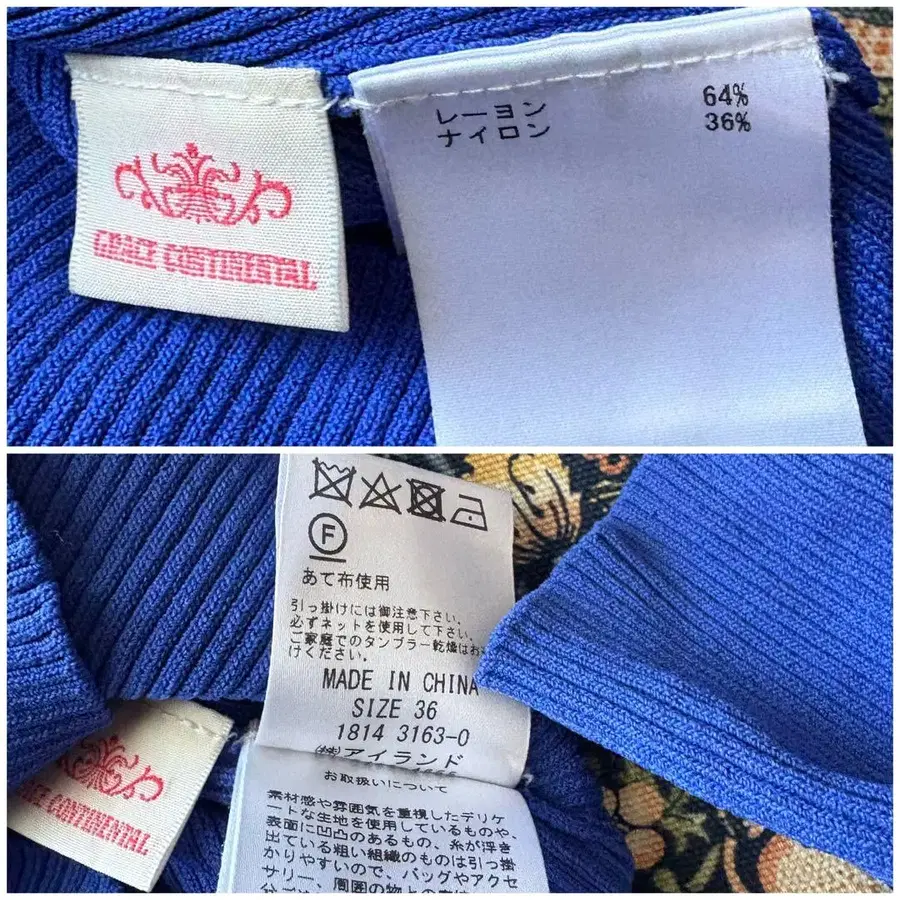 GRACE CONTINENTAL
レーヨン 64%
ナイロン 36%
F
あて布使用
引っ掛けには御注意下さい。
必ずネットを使用して下さい。
ご家庭でのタンブラー乾燥はお
けください。
MADE IN CHINA
SIZE 36
1814 3163-0
㈱アイランド
GRACE CONTINENTAL
お取扱いについて
素材感や雰囲気を重視したデリケ
ートな生地を使用しているものや、
表面に凹凸のあるもの、糸が浮き
出ている粗い組織のものは引っ掛
かりやすいので、バッグやアクセ
サリー、周囲の物との